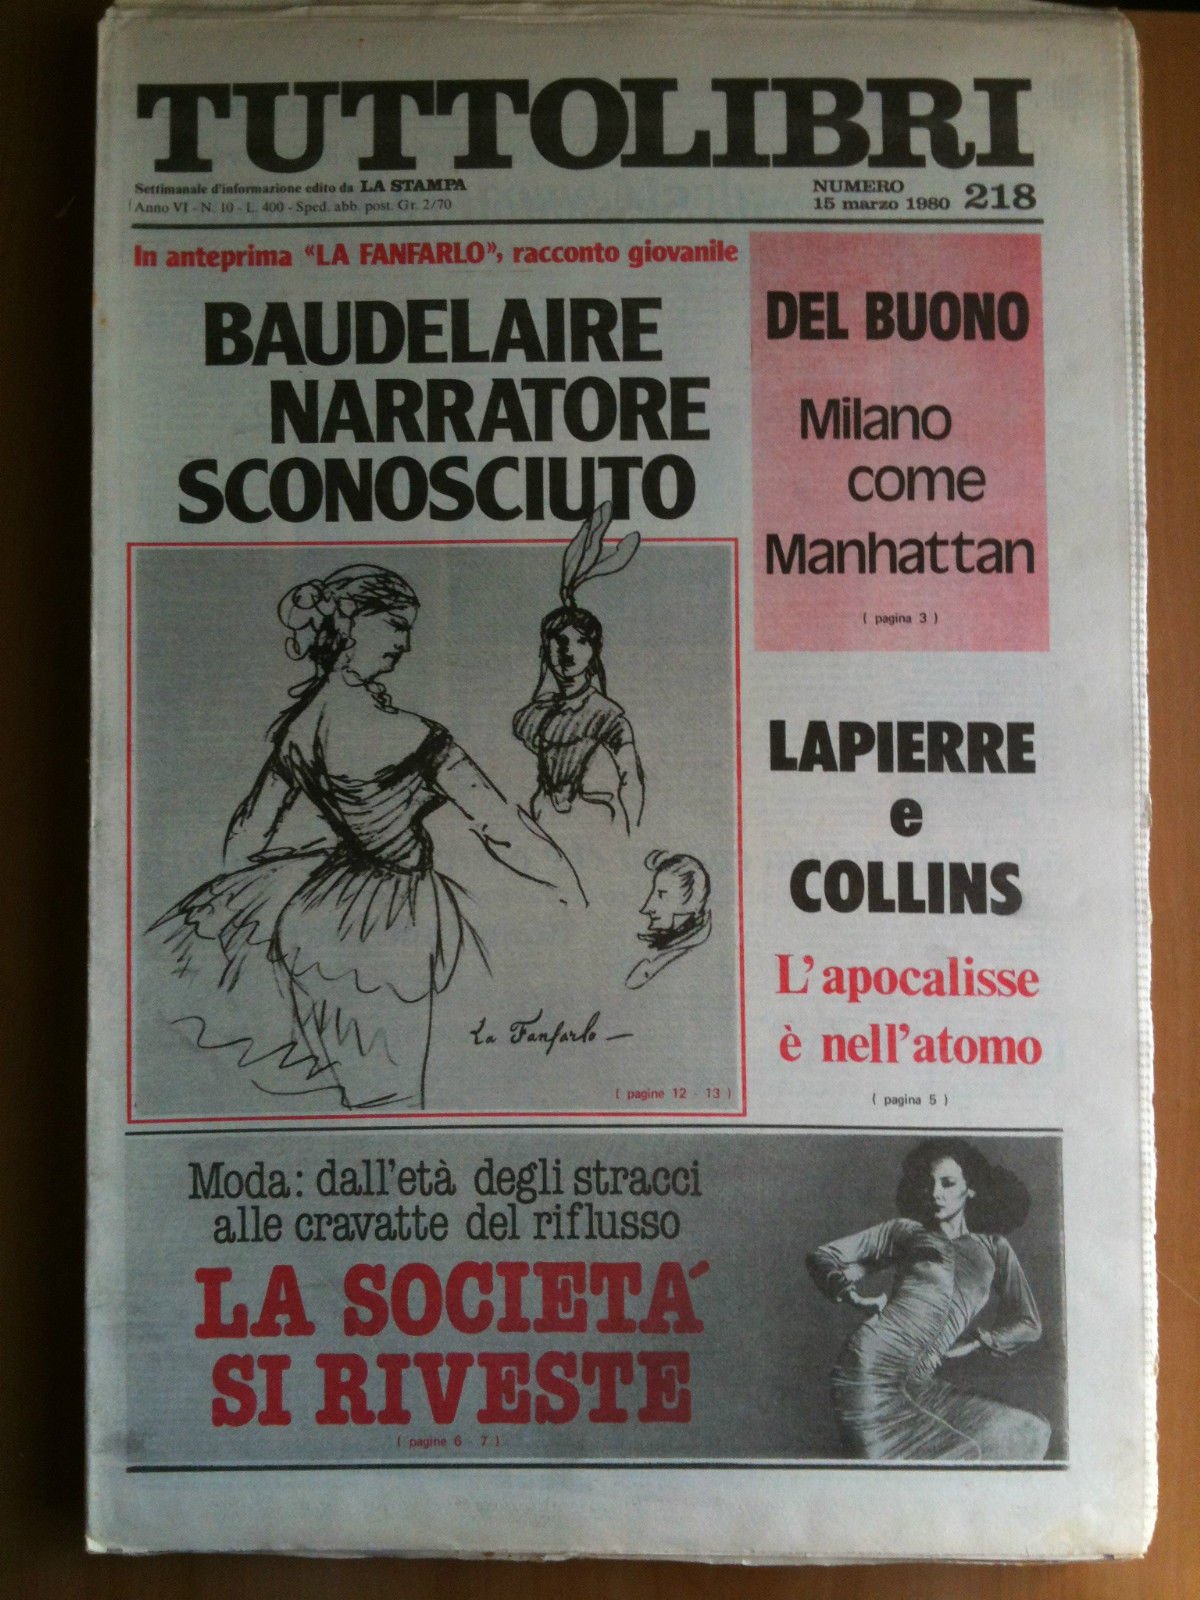 TUTTOLIBRI
Settimanale d'informazione edito da LA STAMPA
Anno VI - N. 10 - L. 400 - Sped. abb. post. Gr. 2/70
NUMERO
15 marzo 1980 218
In anteprima "LA FANFARLO", racconto giovanile
BAUDELAIRE
NARRATORE
SCONOSCIUTO
La Fanfarlo —
( pagine 12 - 13 )
DEL BUONO
Milano
come
Manhattan
( pagina 3 )
LAPIERRE
e
COLLINS
L'apocalisse
è nell'atomo
( pagina 5 )
Moda: dall'età degli stracci
alle cravatte del riflusso
LA SOCIETÁ
SI RIVESTE
( pagine 6 - 7 )